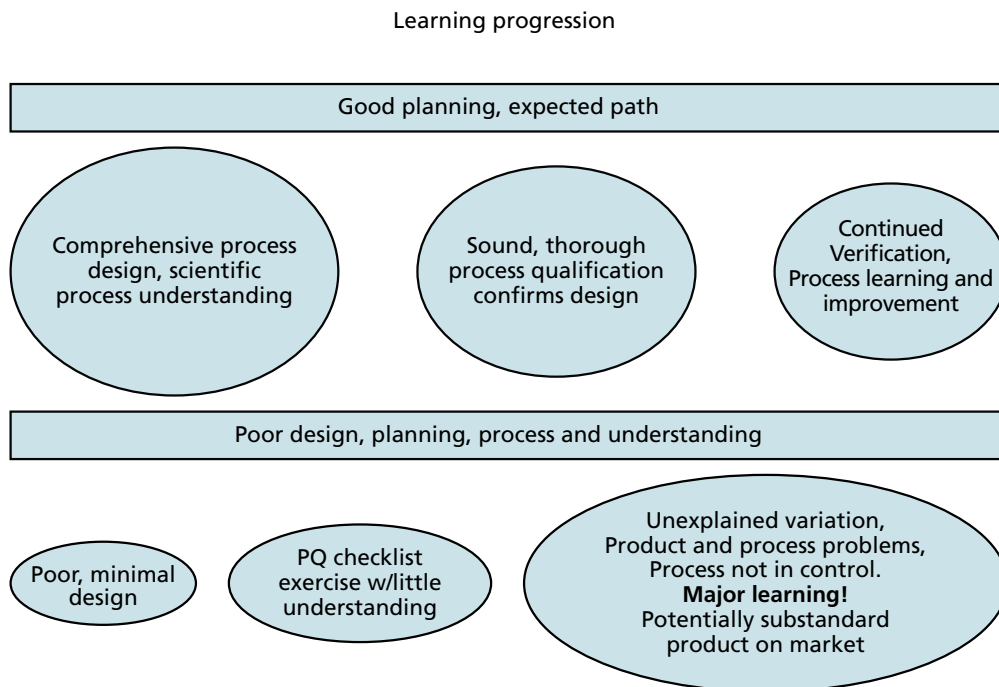 Learning progression
Good planning, expected path
Comprehensive process
design, scientific
process understanding
Sound, thorough
process qualification
confirms design
Continued
Verification,
Process learning and
improvement
Poor design, planning, process and understanding
Poor, minimal
design
PQ checklist
exercise w/little
understanding
Unexplained variation,
Product and process problems,
Process not in control.
Major learning!
Potentially substandard
product on market